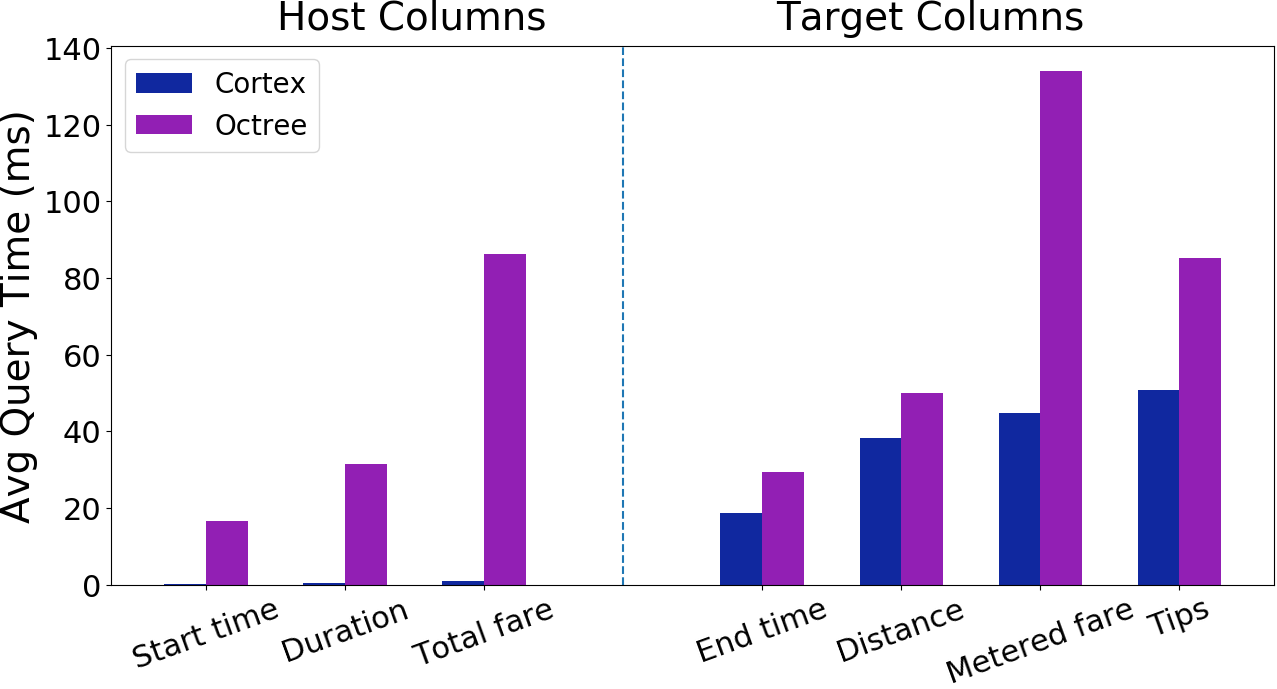 Host Columns
Target Columns
Avg Query Time (ms)
140
120
100
80
60
40
20
0
Cortex
Octree
Start time
Duration
Total fare
End time
Distance
Metered fare
Tips